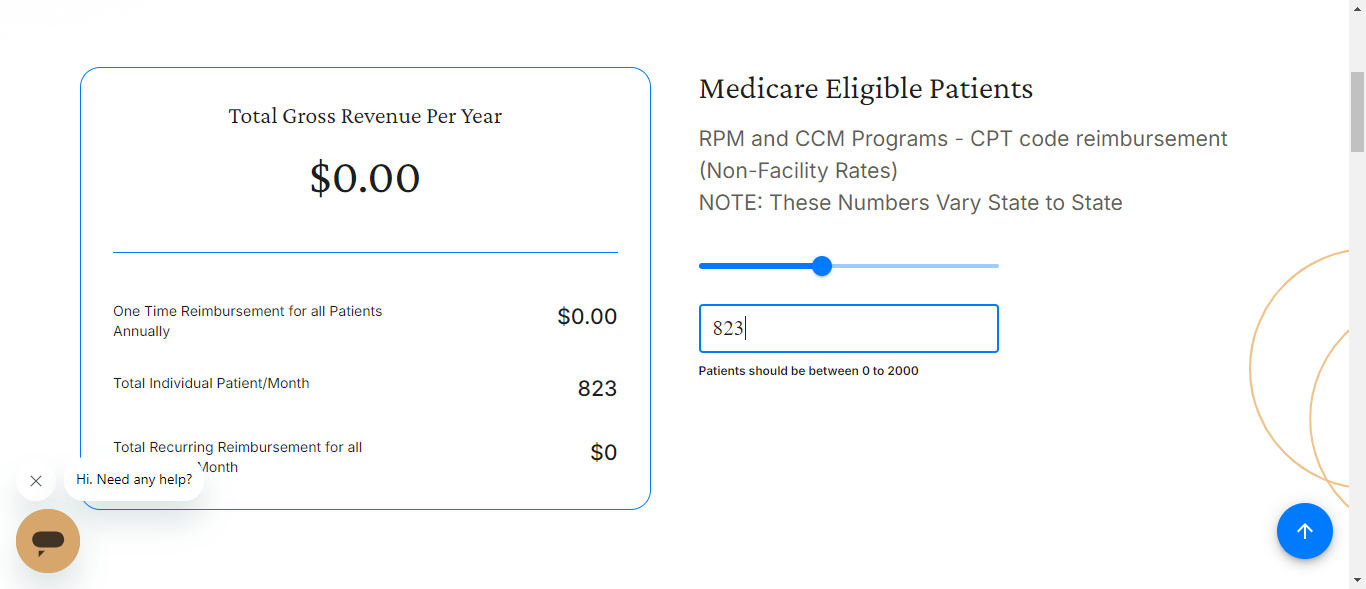 Total Gross Revenue Per Year
$0.00
One Time Reimbursement for all Patients
Annually
$0.00
Total Individual Patient/Month
823
Total Recurring Reimbursement for all
Month
$0
Hi. Need any help?
Medicare Eligible Patients
RPM and CCM Programs - CPT code reimbursement
(Non-Facility Rates)
NOTE: These Numbers Vary State to State
823
Patients should be between 0 to 2000